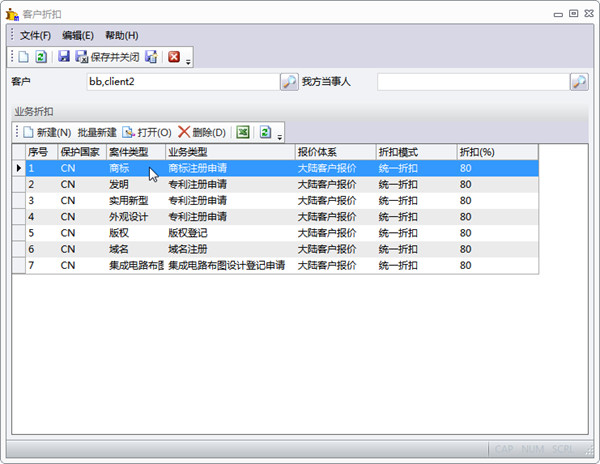 客户折扣
文件(F) 编辑(E) 帮助(H)
保存并关闭
客户 bb,client2 我方当事人
业务折扣
新建(N) 批量新建 打开(O) 删除(D)
序号 保护国家 案件类型 业务类型 报价体系 折扣模式 折扣(%)
1 CN 商标 商标注册申请 大陆客户报价 统一折扣 80
2 CN 发明 专利注册申请 大陆客户报价 统一折扣 80
3 CN 实用新型 专利注册申请 大陆客户报价 统一折扣 80
4 CN 外观设计 专利注册申请 大陆客户报价 统一折扣 80
5 CN 版权 版权登记 大陆客户报价 统一折扣 80
6 CN 域名 域名注册 大陆客户报价 统一折扣 80
7 CN 集成电路布图 集成电路布图设计登记申请 大陆客户报价 统一折扣 80
CAP NUM SCRL